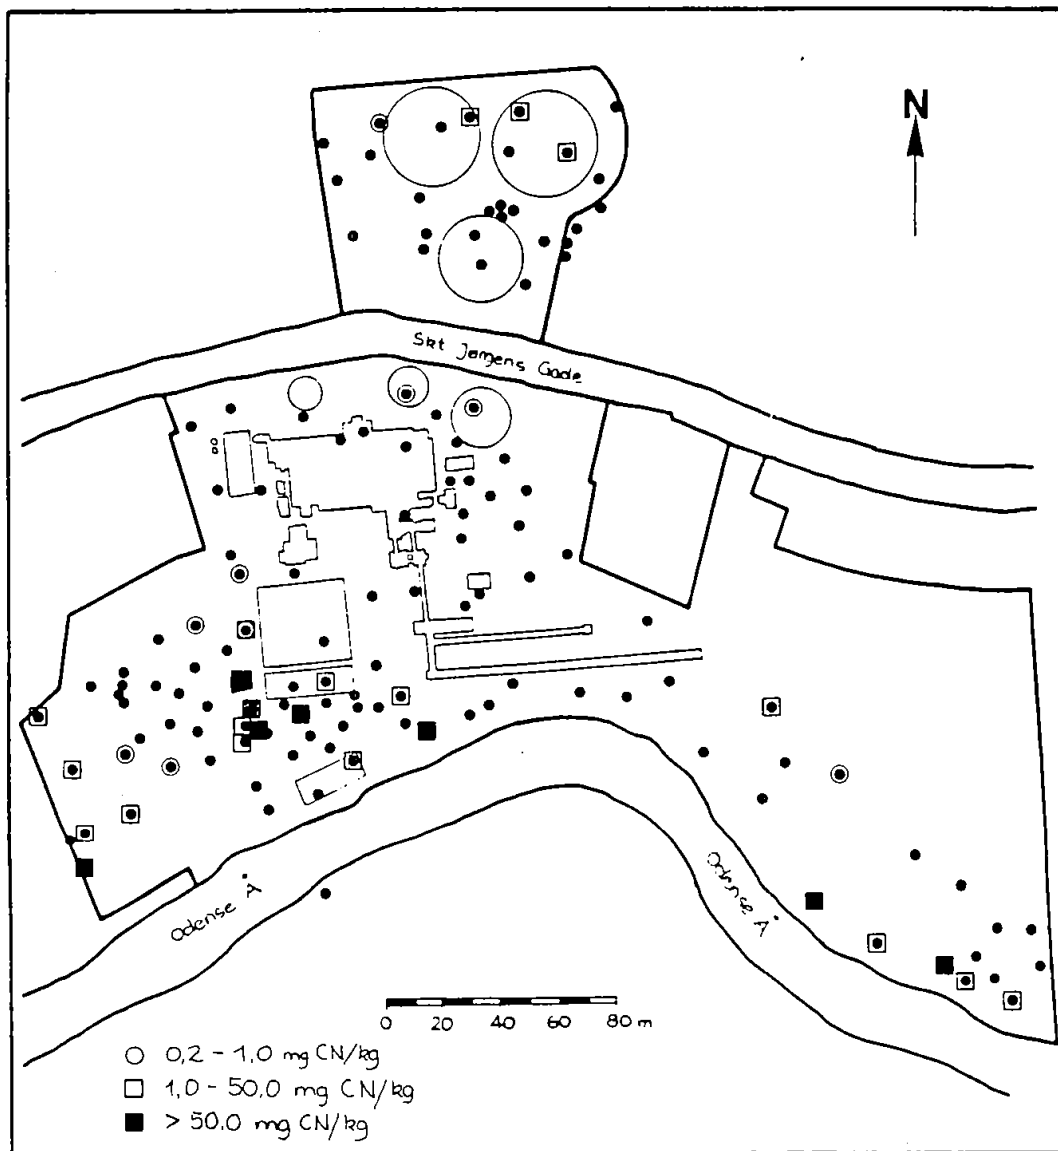 N
Skt Jørgens Gade
Odense Å
Odense Å
0 20 40 60 80 m
0,2 - 1,0 mg CN/kg
1,0 - 50,0 mg CN/kg
> 50,0 mg CN/kg